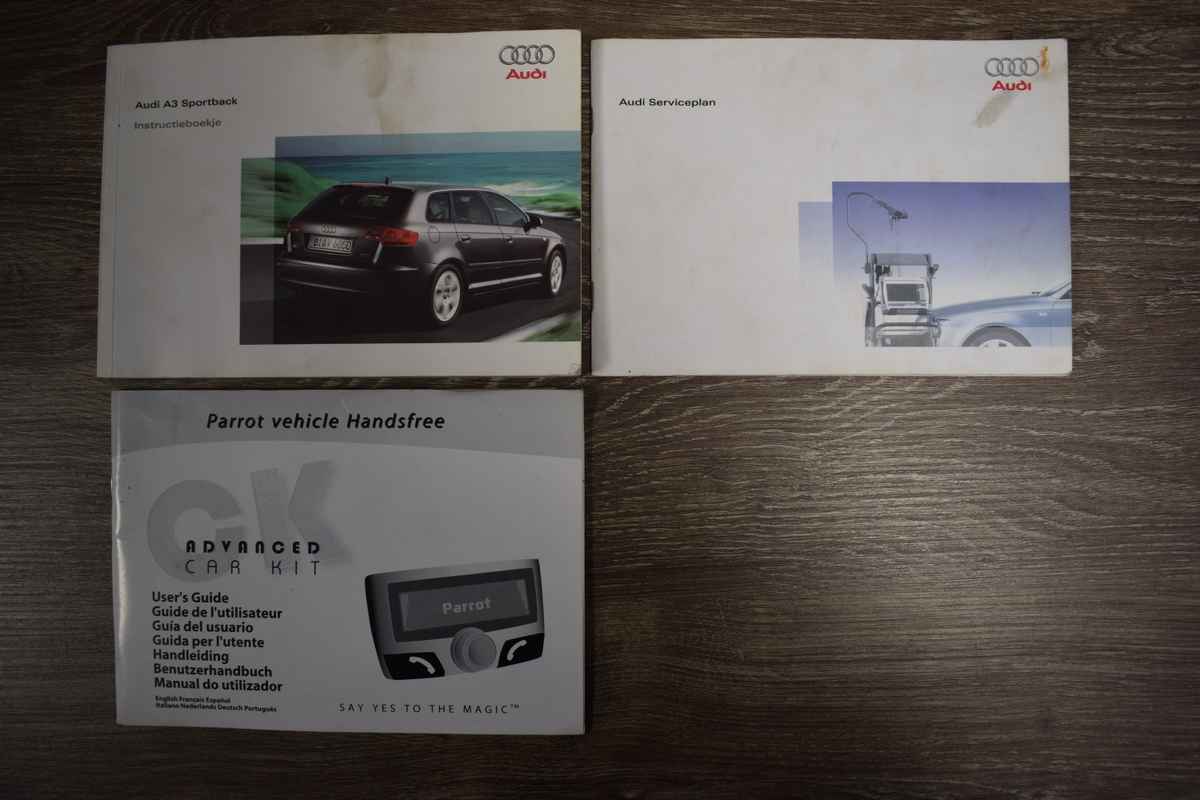 Audi
Audi A3 Sportback
Instructieboekje
Audi
Audi Serviceplan
Parrot vehicle Handsfree
CK
ADVANCED
CAR KIT
User's Guide
Guide de l'utilisateur
Guía del usuario
Guida per l'utente
Handleiding
Benutzerhandbuch
Manual do utilizador
English Français Español
Italiano Nederlands Deutsch Português
Parrot
SAY YES TO THE MAGIC™